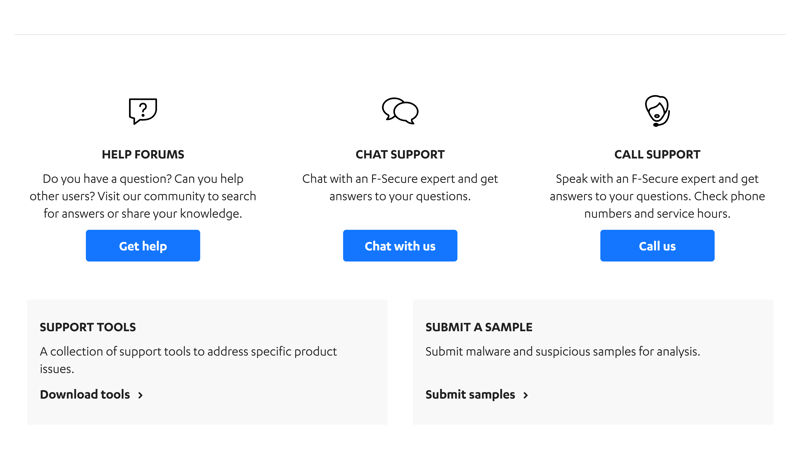 ?
HELP FORUMS
Do you have a question? Can you help
other users? Visit our community to search
for answers or share your knowledge.
Get help
CHAT SUPPORT
Chat with an F-Secure expert and get
answers to your questions.
Chat with us
CALL SUPPORT
Speak with an F-Secure expert and get
answers to your questions. Check phone
numbers and service hours.
Call us
SUPPORT TOOLS
A collection of support tools to address specific product
issues.
Download tools
SUBMIT A SAMPLE
Submit malware and suspicious samples for analysis.
Submit samples